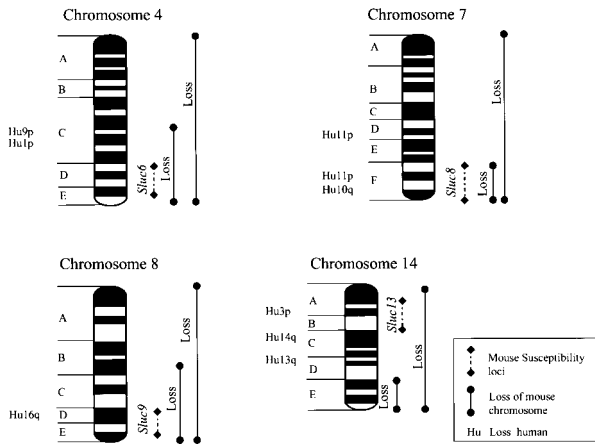 Chromosome 4
A
B
C
D
E
Hu9p
Hu1p
Sluc6
Loss
Loss
Chromosome 7
A
B
C
D
E
F
Hu11p
Hu11p
Hu10q
Sluc8
Loss
Loss
Chromosome 8
A
B
C
D
E
Hu16q
Sluc9
Loss
Loss
Chromosome 14
A
B
C
D
E
Hu3p
Hu14q
Hu13q
Sluc13
Loss
Loss
Mouse Susceptibility
loci
Loss of mouse
chromosome
Hu Loss human